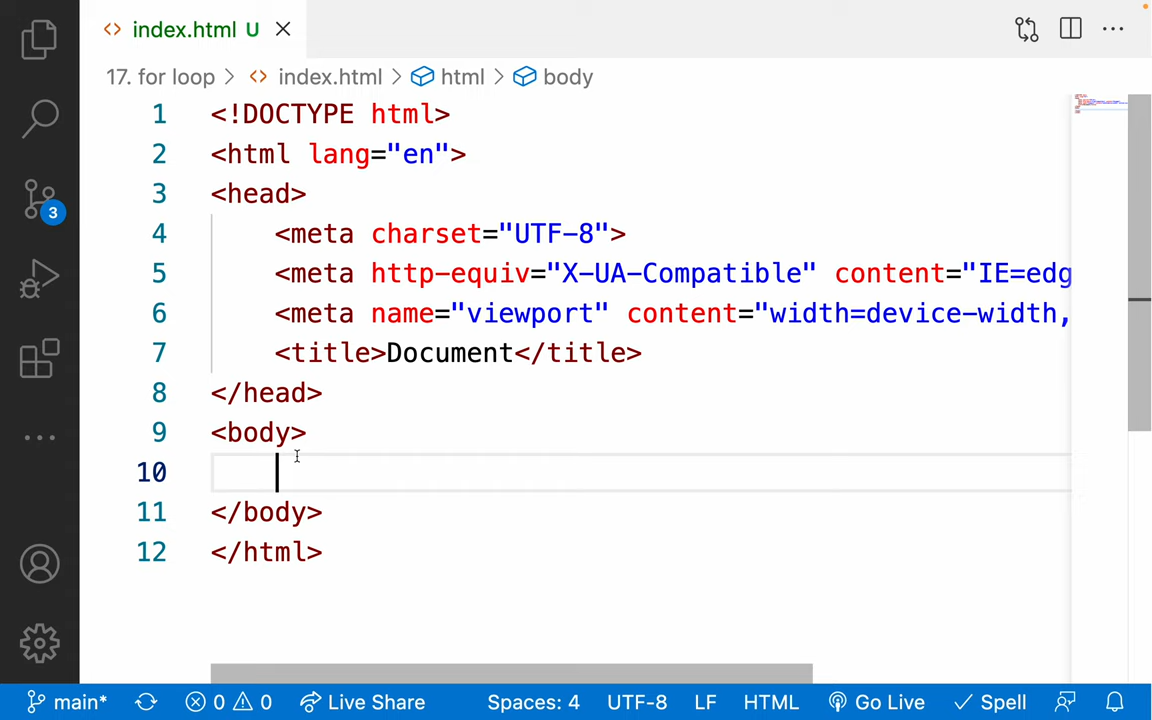 index.html U
17. for loop > index.html > html > body
1 <!DOCTYPE html>
2 <html lang="en">
3 <head>
4 <meta charset="UTF-8">
5 <meta http-equiv="X-UA-Compatible" content="IE=edg
6 <meta name="viewport" content="width=device-width,
7 <title>Document</title>
8 </head>
9 <body>
10
11 </body>
12 </html>
3
main* 0 0 Live Share Spaces: 4 UTF-8 LF HTML Go Live Spell